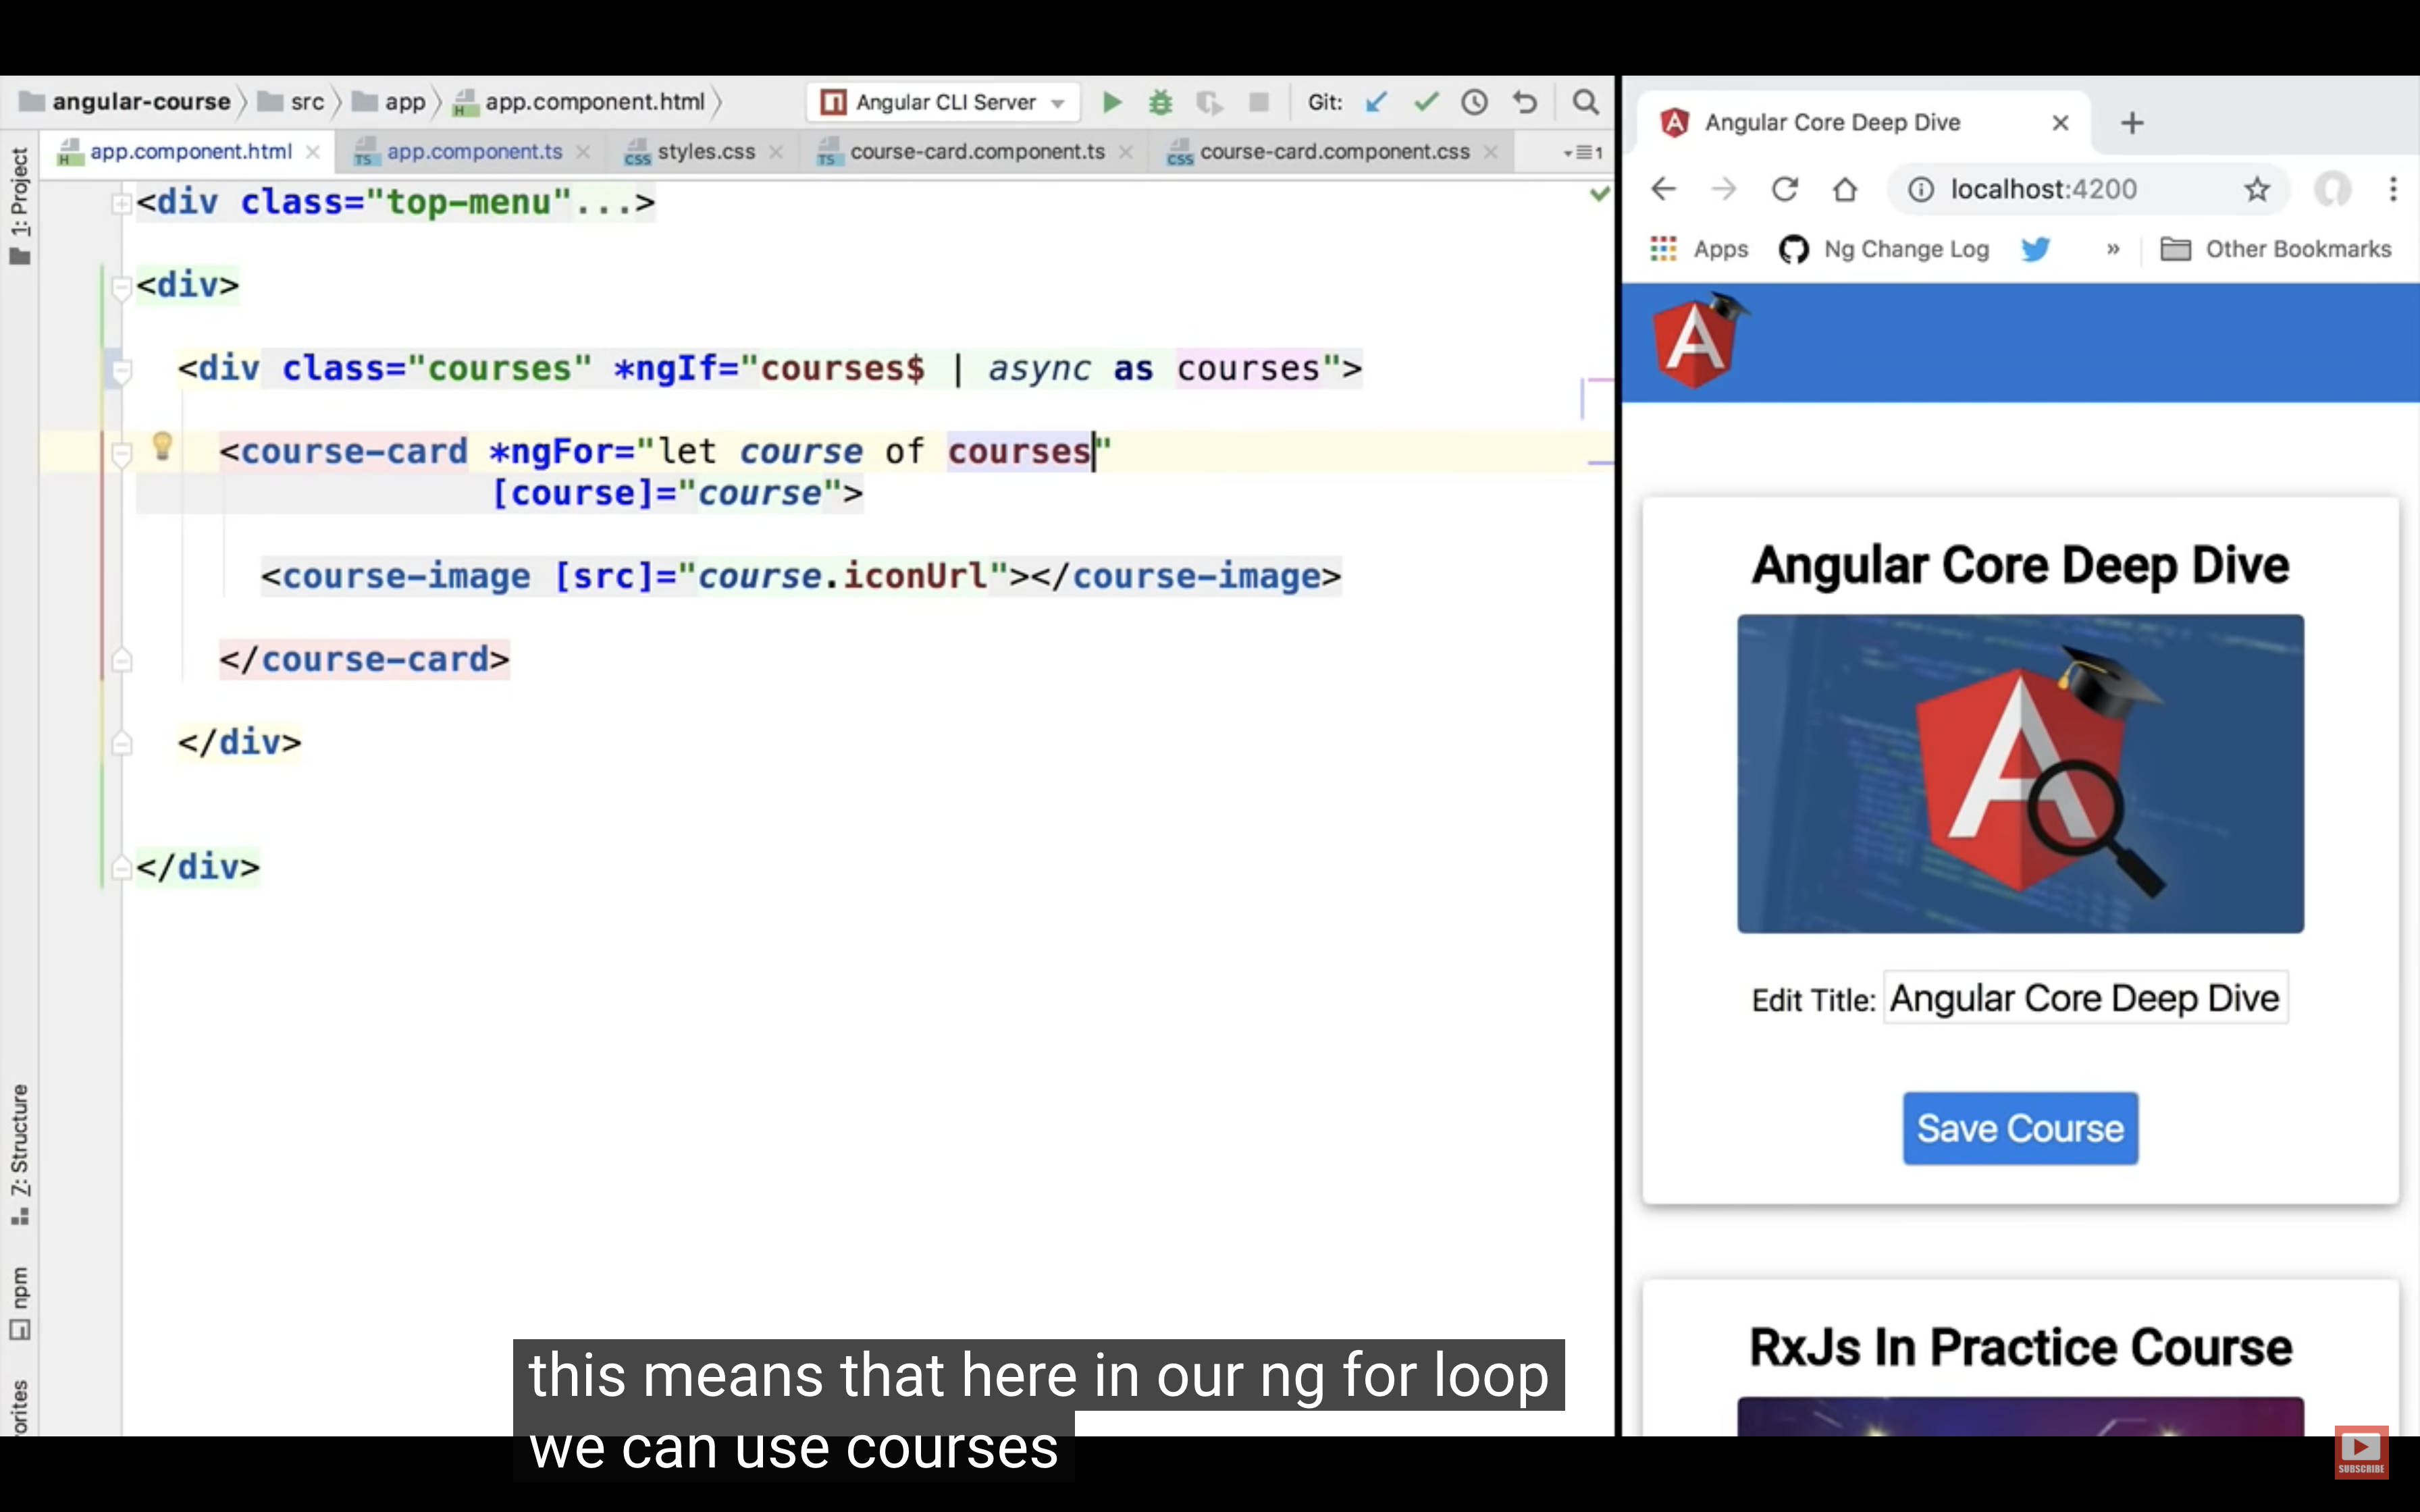 angular-course src app app.component.html Angular CLI Server Git:
app.component.html app.component.ts styles.css course-card.component.ts course-card.component.css 1
1: Project
<div class="top-menu"...>
<div>
<div class="courses" *ngIf="courses$ | async as courses">
<course-card *ngFor="let course of courses"
[course]="course">
<course-image [src]="course.iconUrl"></course-image>
</course-card>
</div>
</div>
Z: Structure
npm
orites
Angular Core Deep Dive
localhost:4200
Apps Ng Change Log » Other Bookmarks
Angular Core Deep Dive
Edit Title: Angular Core Deep Dive
Save Course
RxJs In Practice Course
this means that here in our ng for loop
we can use courses
SUBSCRIBE